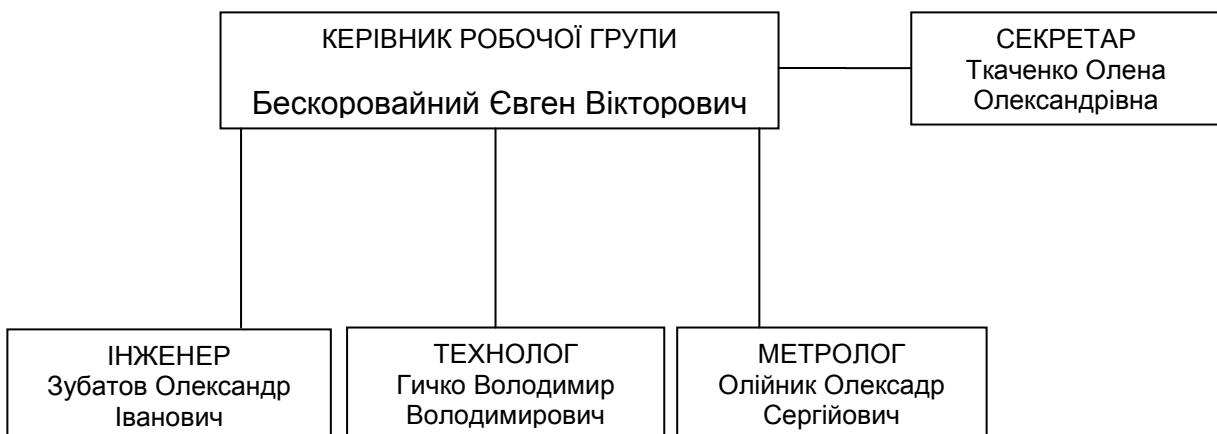 КЕРІВНИК РОБОЧОЇ ГРУПИ
Бескоровайний Євген Вікторович
СЕКРЕТАР
Ткаченко Олена
Олександрівна
ІНЖЕНЕР
Зубатов Олександр
Іванович
ТЕХНОЛОГ
Гичко Володимир
Володимирович
МЕТРОЛОГ
Олійник Олексадр
Сергійович